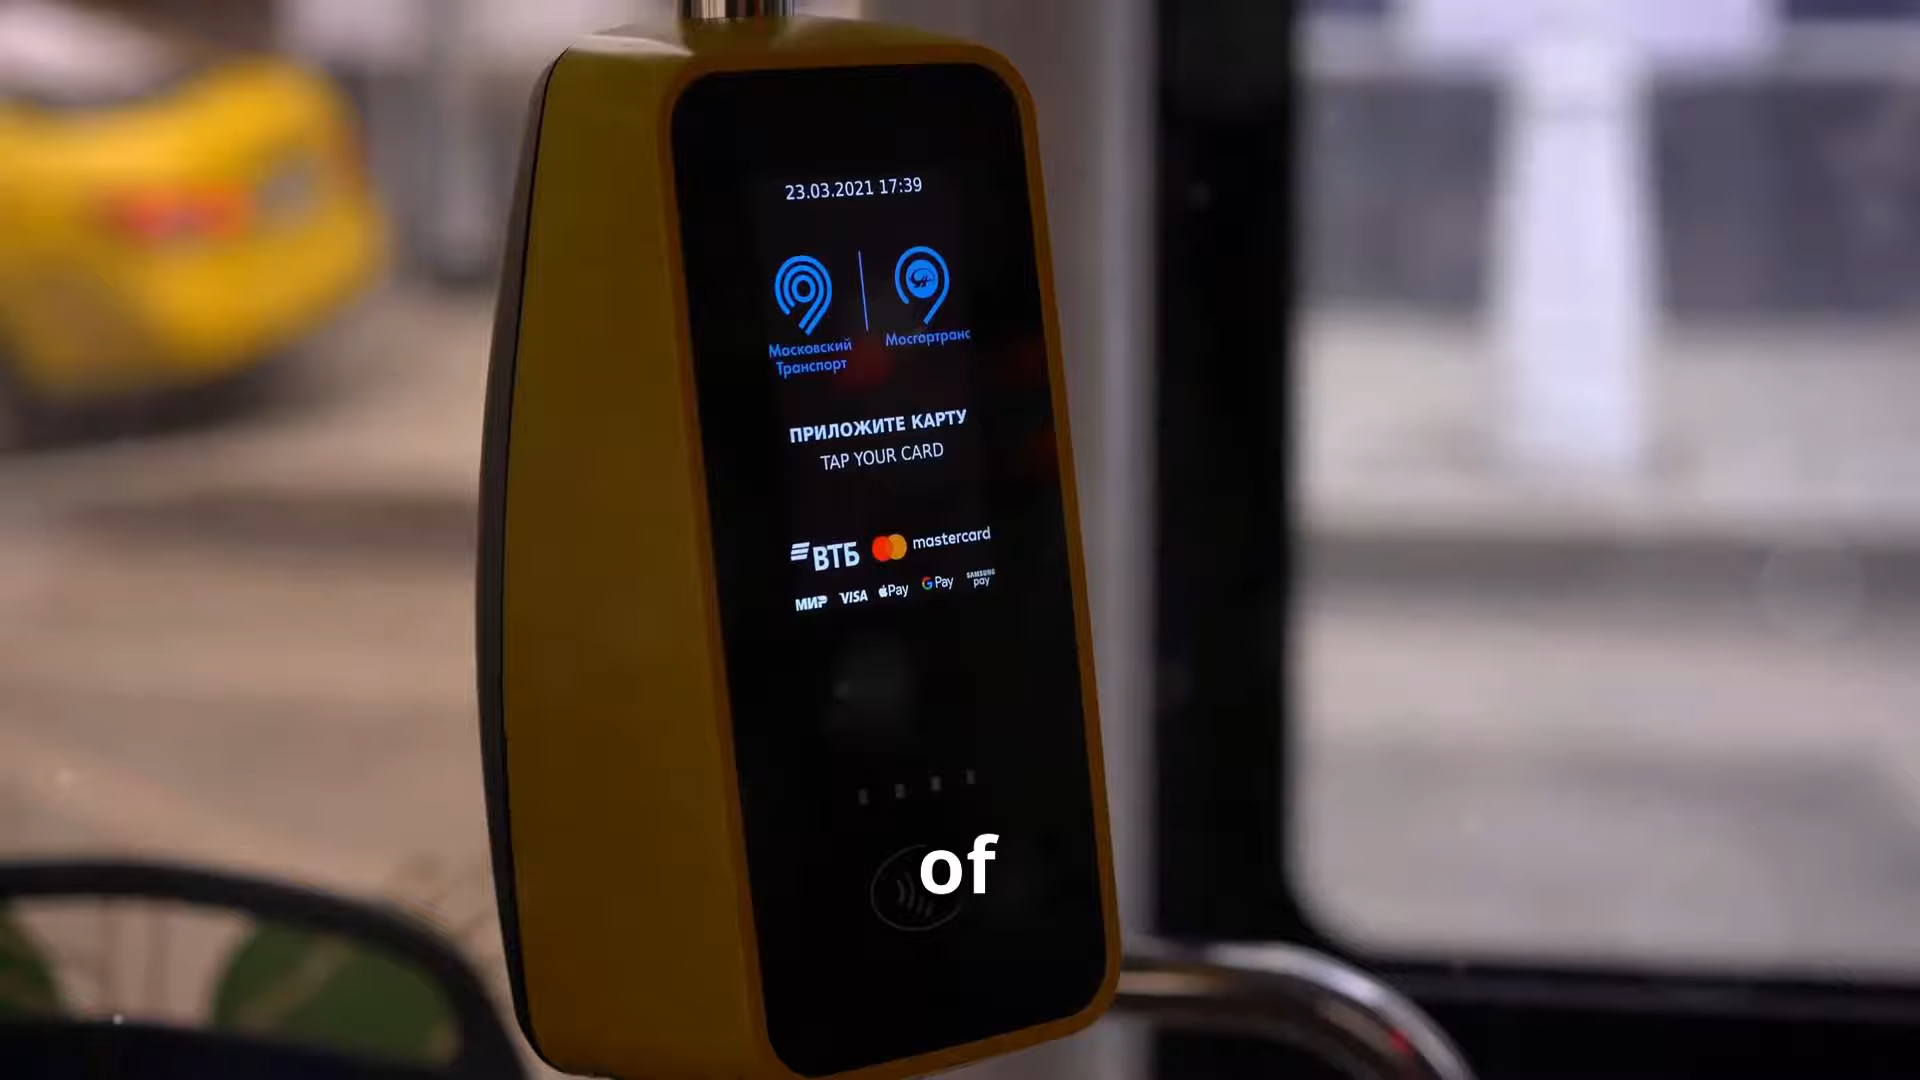 23.03.2021 17:39
Московский
Транспорт
Мосгортранс
ПРИЛОЖИТЕ КАРТУ
TAP YOUR CARD
ВТБ mastercard
МИР VISA Pay G Pay SAMSUNG pay
of